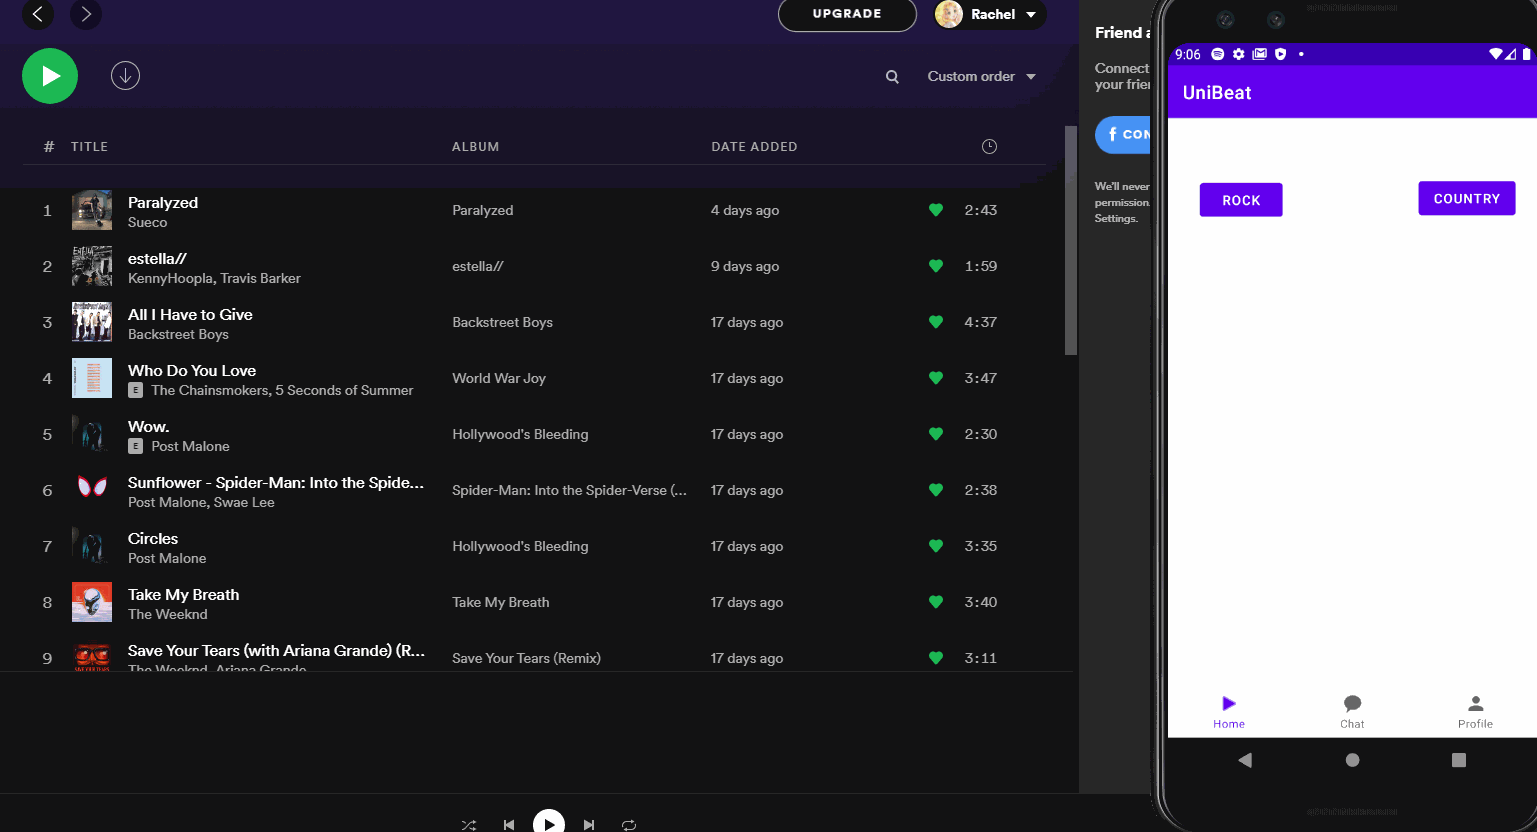 UPGRADE
Rachel
Custom order
# TITLE ALBUM DATE ADDED
1 Paralyzed Paralyzed 4 days ago 2:43
Sueco
2 estella// estella// 9 days ago 1:59
KennyHoopla, Travis Barker
3 All I Have to Give Backstreet Boys 17 days ago 4:37
Backstreet Boys
4 Who Do You Love World War Joy 17 days ago 3:47
E The Chainsmokers, 5 Seconds of Summer
5 Wow. Hollywood's Bleeding 17 days ago 2:30
E Post Malone
6 Sunflower - Spider-Man: Into the Spide... Spider-Man: Into the Spider-Verse (... 17 days ago 2:38
Post Malone, Swae Lee
7 Circles Hollywood's Bleeding 17 days ago 3:35
Post Malone
8 Take My Breath Take My Breath 17 days ago 3:40
The Weeknd
9 Save Your Tears (with Ariana Grande) (R... Save Your Tears (Remix) 17 days ago 3:11
The Weeknd, Ariana Grande
Friend a
Connect
your frie
f CON
We'll never
permission.
Settings.
9:06
UniBeat
ROCK COUNTRY
Home Chat Profile